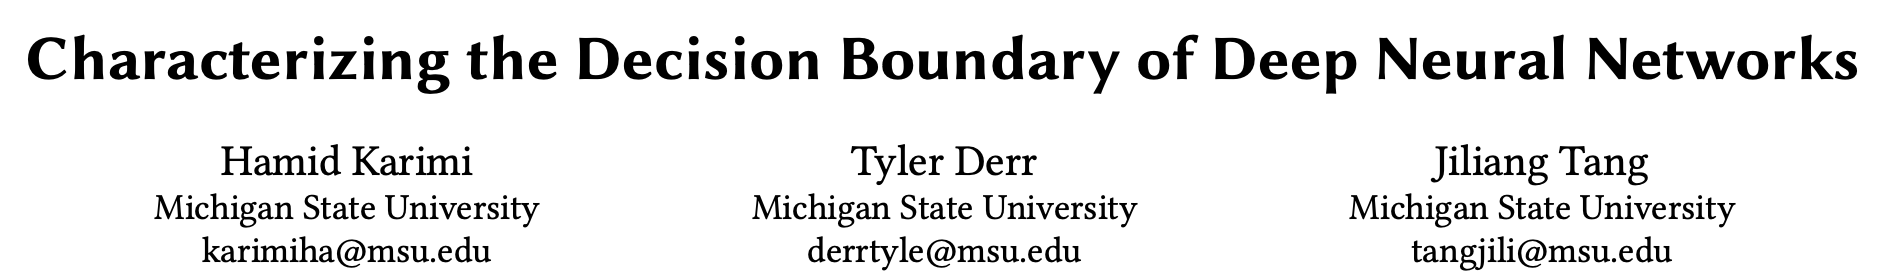 Characterizing the Decision Boundary of Deep Neural Networks
Hamid Karimi
Michigan State University
karimiha@msu.edu
Tyler Derr
Michigan State University
derrtyle@msu.edu
Jiliang Tang
Michigan State University
tangjili@msu.edu